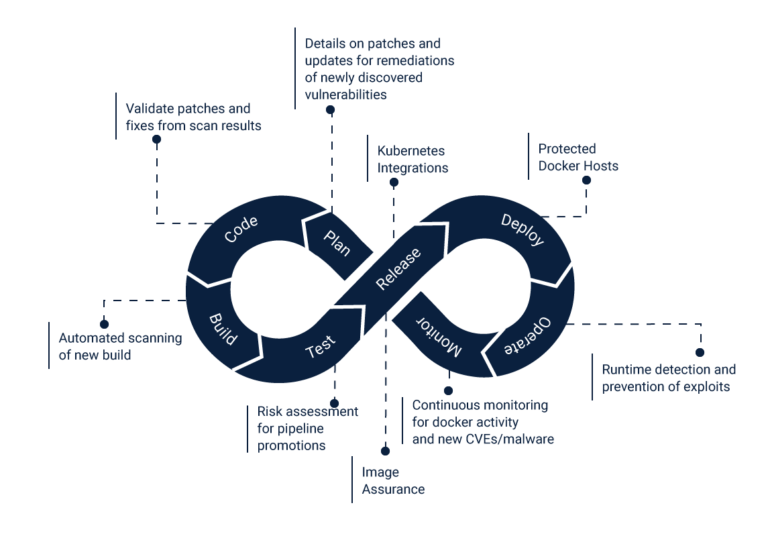 Details on patches and
updates for remediations
of newly discovered
vulnerabilities
Validate patches and
fixes from scan results
Kubernetes
Integrations
Protected
Docker Hosts
Code
Plan
Release
Deploy
Build
Test
Monitor
Operate
Automated scanning
of new build
Runtime detection and
prevention of exploits
Risk assessment
for pipeline
promotions
Continuous monitoring
for docker activity
and new CVEs/malware
Image
Assurance